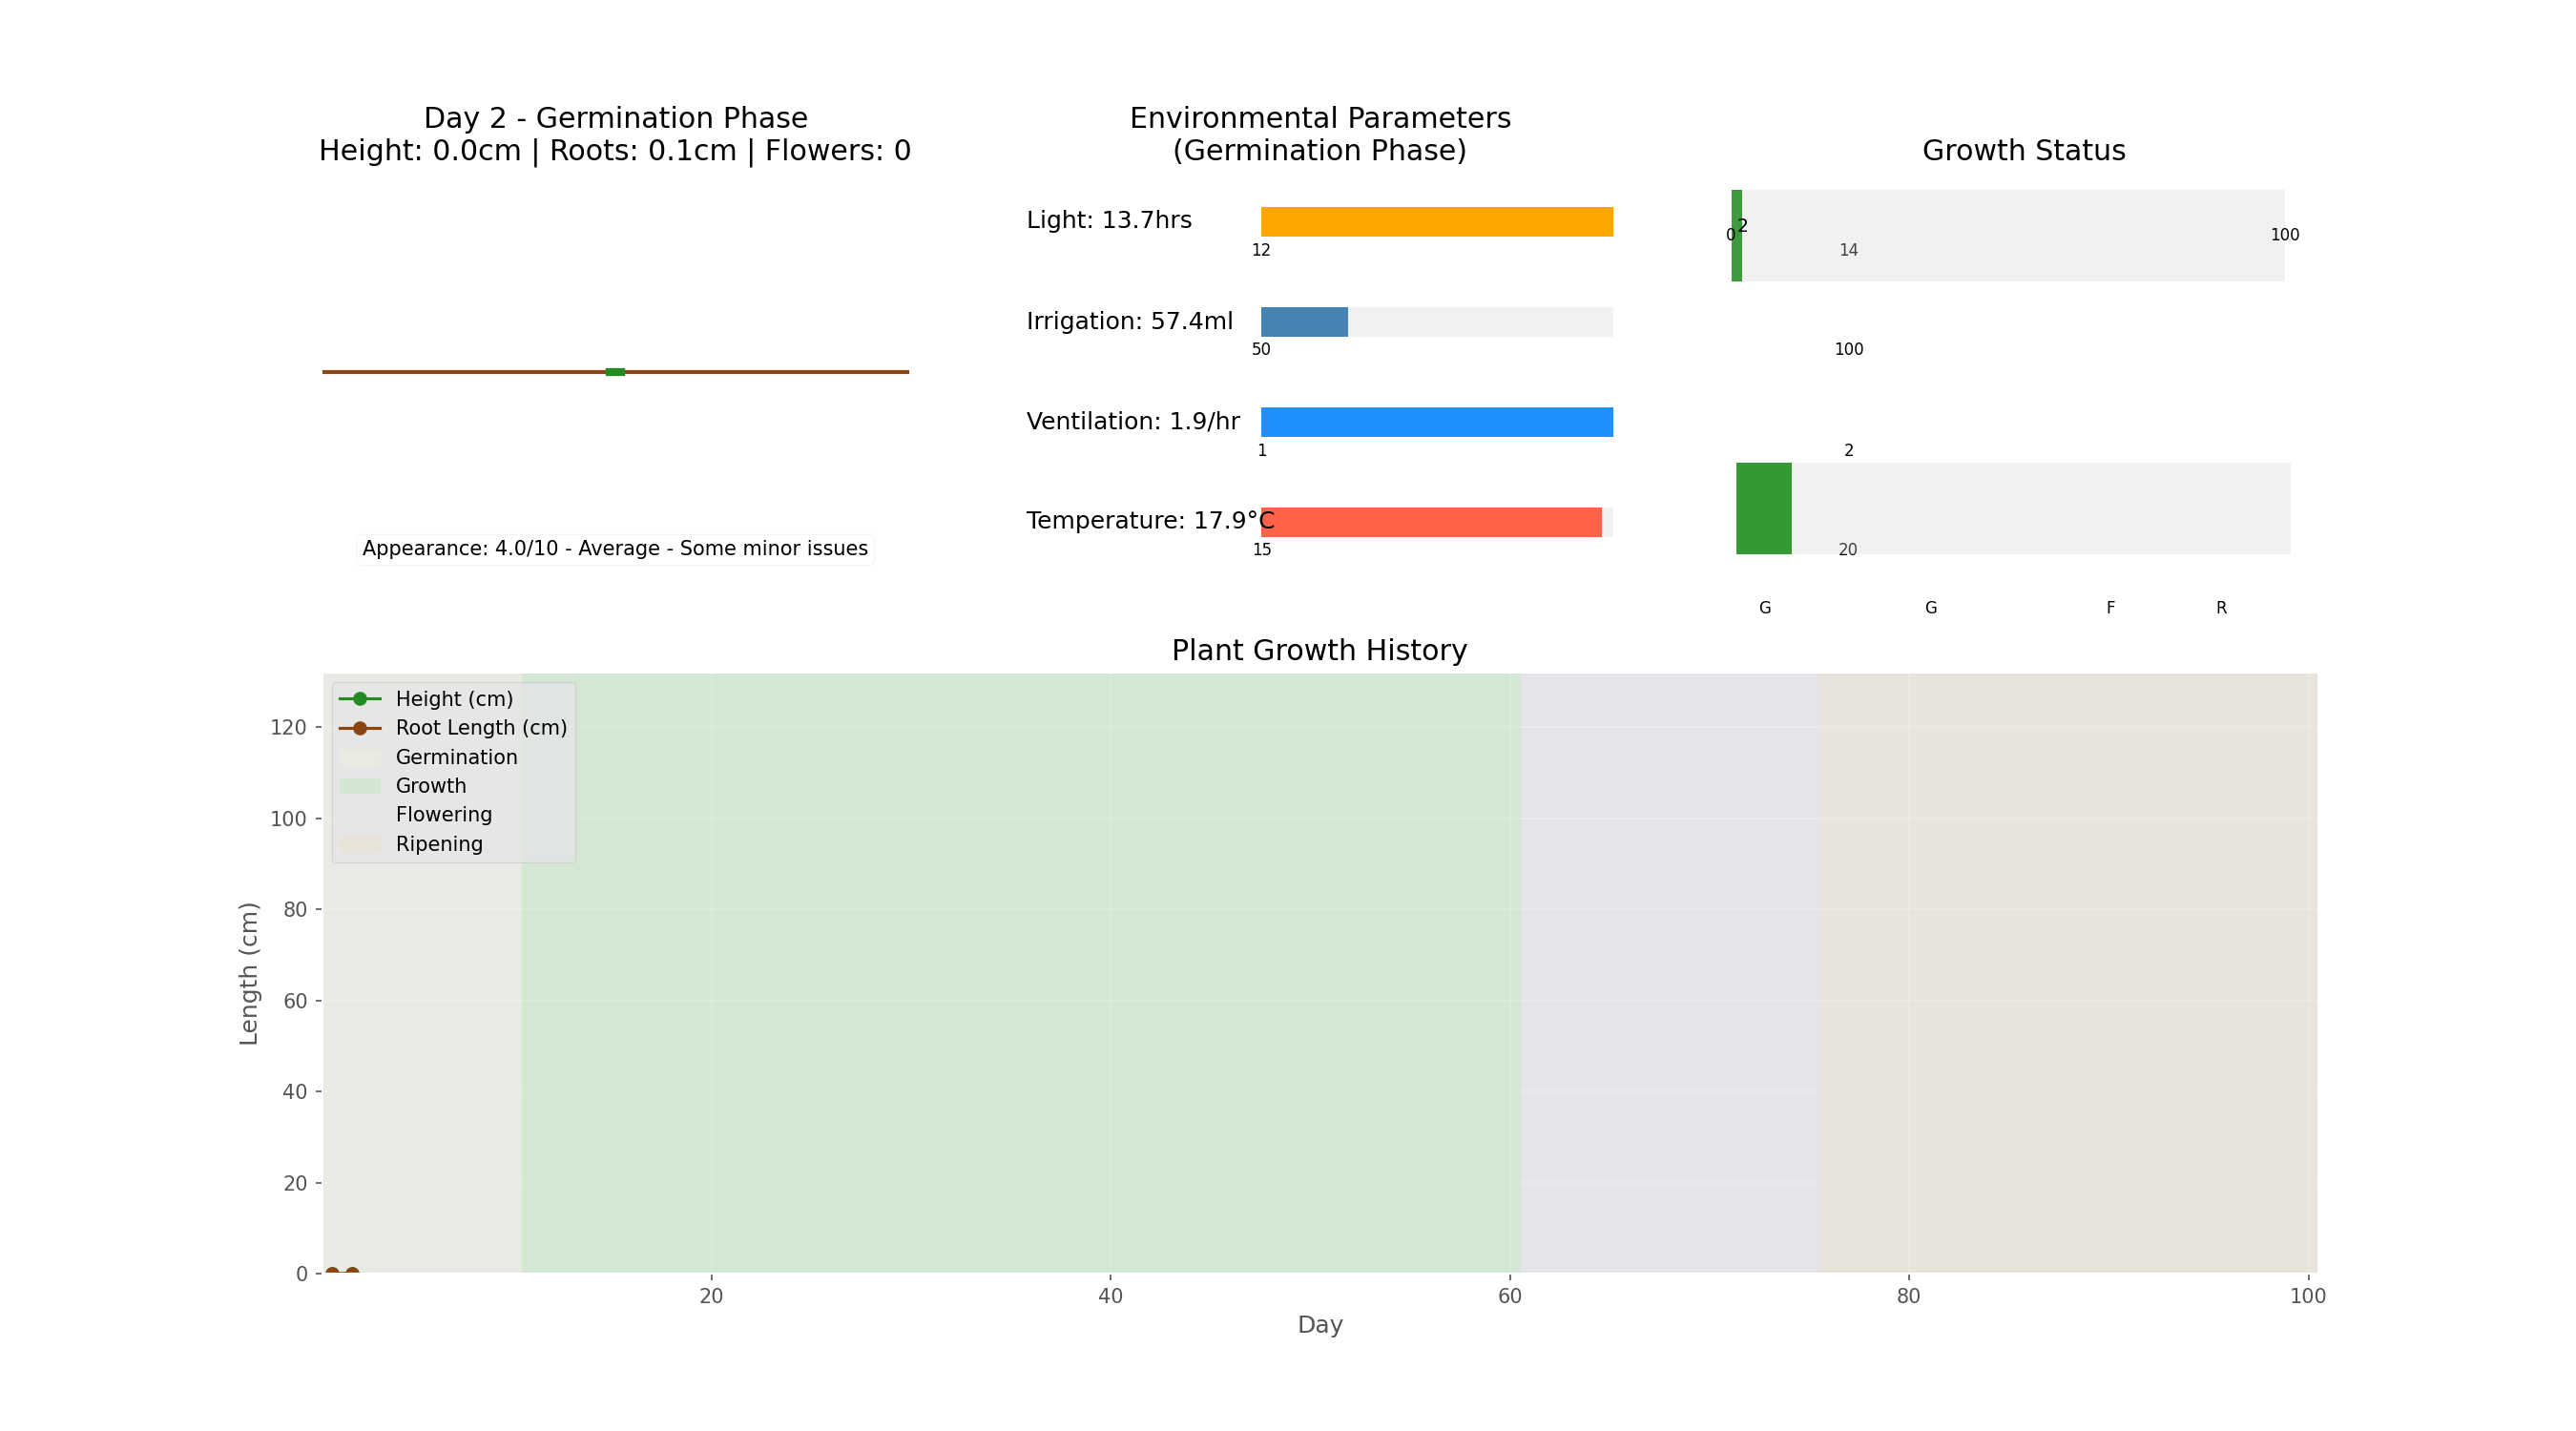 Day 2 - Germination Phase
Height: 0.0cm | Roots: 0.1cm | Flowers: 0
Appearance: 4.0/10 - Average - Some minor issues
Environmental Parameters
(Germination Phase)
Light: 13.7hrs
12
14
Irrigation: 57.4ml
50
100
Ventilation: 1.9/hr
1
2
Temperature: 17.9°C
15
20
Growth Status
0
2
100
G
G
F
R
Plant Growth History
Height (cm)
Root Length (cm)
Germination
Growth
Flowering
Ripening
Length (cm)
120
100
80
60
40
20
0
20
40
60
80
100
Day